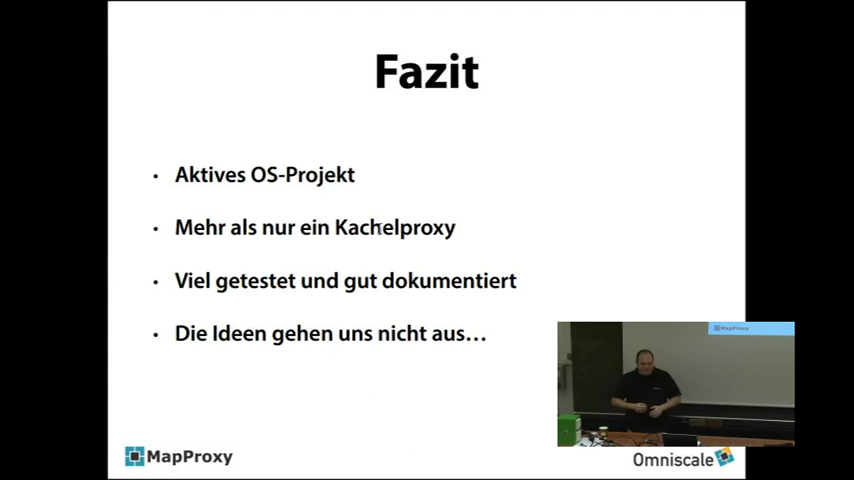 Fazit
• Aktives OS-Projekt
• Mehr als nur ein Kachelproxy
• Viel getestet und gut dokumentiert
• Die Ideen gehen uns nicht aus…
MapProxy
MapProxy
Omniscale